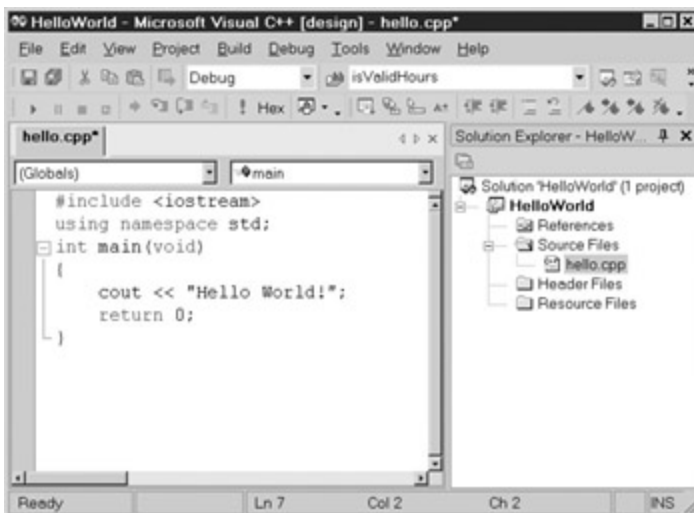 HelloWorld - Microsoft Visual C++ [design] - hello.cpp*
File Edit View Project Build Debug Tools Window Help
Debug isValidHours
Hex
hello.cpp*
Solution Explorer - HelloW...
(Globals) main
Solution 'HelloWorld' (1 project)
HelloWorld
References
Source Files
hello.cpp
Header Files
Resource Files
#include <iostream>
using namespace std;
int main(void)
{
cout << "Hello World!";
return 0;
}
Ready Ln 7 Col 2 Ch 2 INS